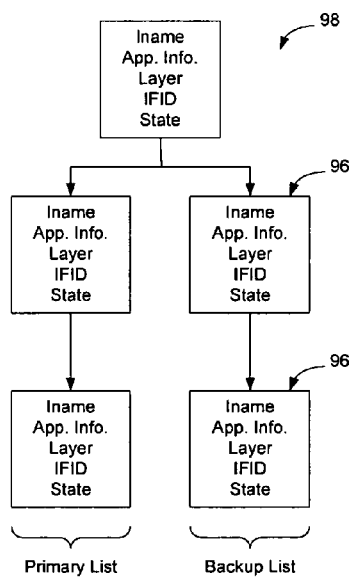 98
Iname
App. Info.
Layer
IFID
State
96
Iname
App. Info.
Layer
IFID
State
Iname
App. Info.
Layer
IFID
State
96
Iname
App. Info.
Layer
IFID
State
Iname
App. Info.
Layer
IFID
State
Primary List
Backup List